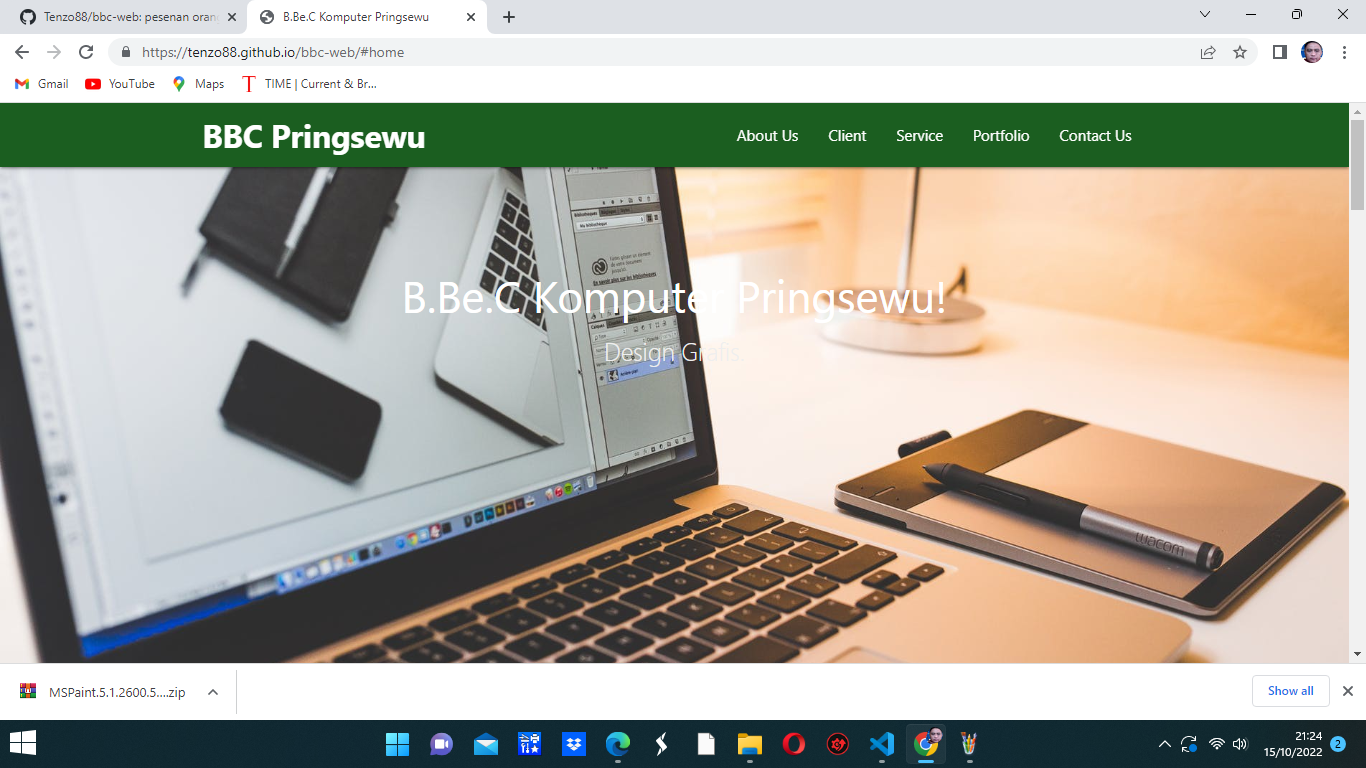 Tenzo88/bbc-web: pesenan oran
B.Be.C Komputer Pringsewu
https://tenzo88.github.io/bbc-web/#home
Gmail
YouTube
Maps
TIME | Current & Br...
BBC Pringsewu
About Us
Client
Service
Portfolio
Contact Us
B.Be.C Komputer Pringsewu!
Design Grafis.
wacom
MSPaint.5.1.2600.5....zip
Show all
21:24
15/10/2022
2